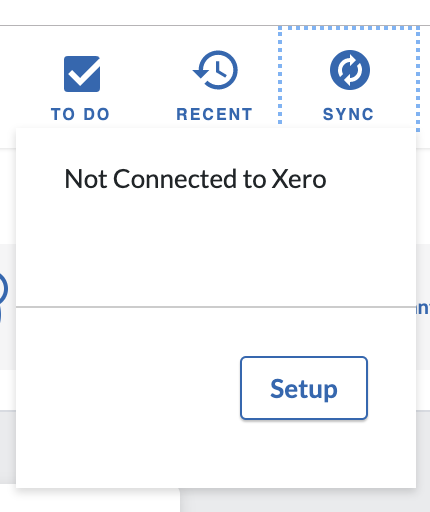 TO DO
RECENT
SYNC
Not Connected to Xero
Setup